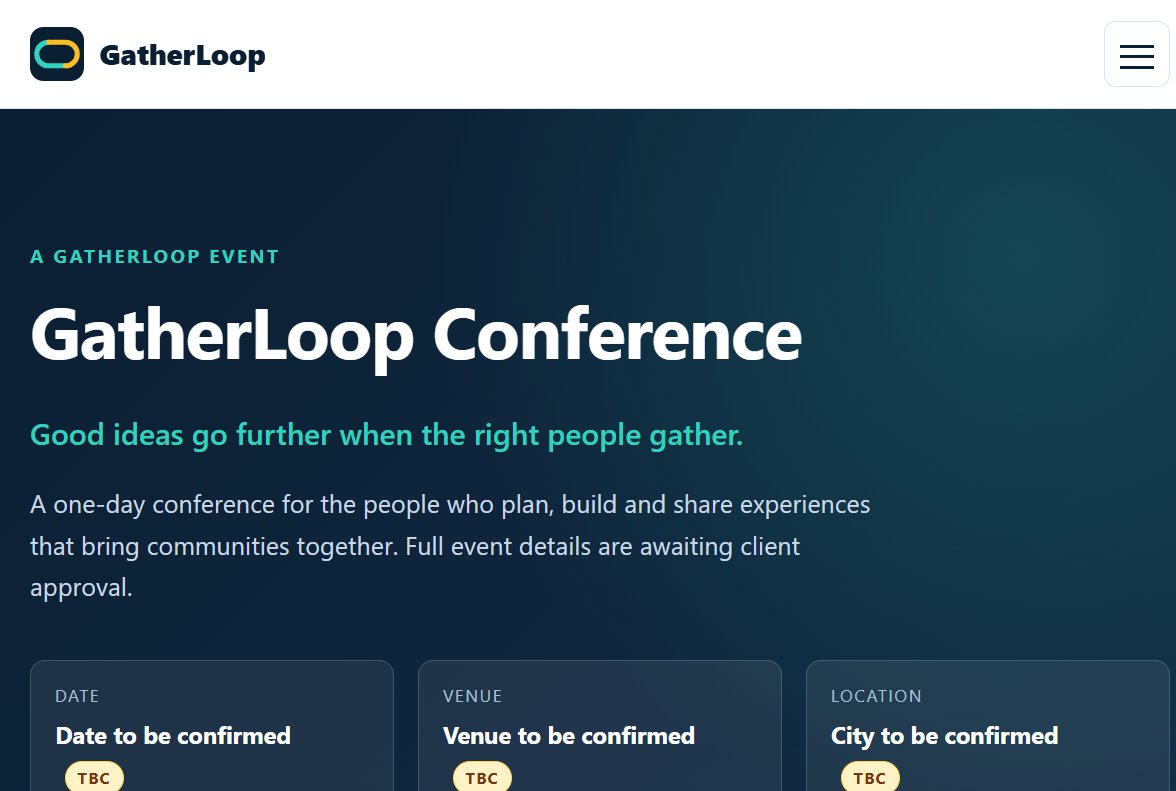 GatherLoop
A GATHERLOOP EVENT
GatherLoop Conference
Good ideas go further when the right people gather.
A one-day conference for the people who plan, build and share experiences
that bring communities together. Full event details are awaiting client
approval.
DATE
Date to be confirmed
TBC
VENUE
Venue to be confirmed
TBC
LOCATION
City to be confirmed
TBC